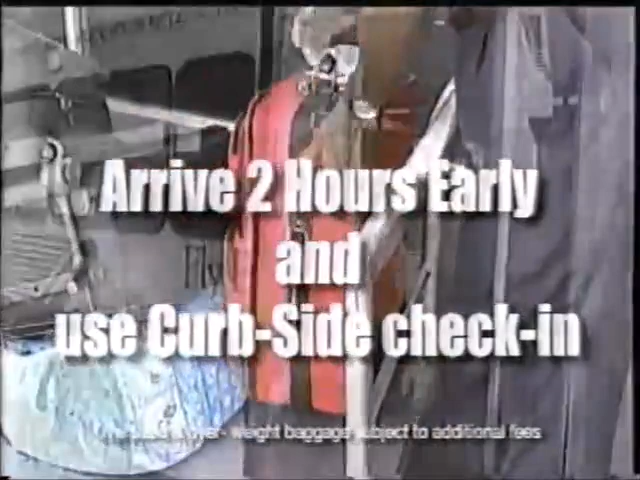 Arrive 2 Hours Early
and
use Curb-Side check-in
weight baggage subject to additional fees